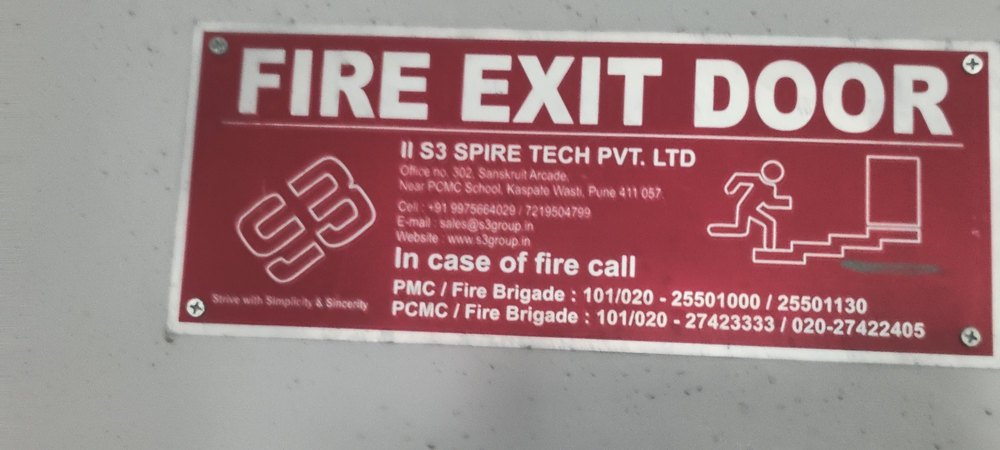 FIRE EXIT DOOR
II S3 SPIRE TECH PVT. LTD
Office no. 302, Sanskruit Arcade,
Near PCMC School, Kaspate Wasti, Pune 411 057.
Cell : +91 9975664029 / 7219504799
E-mail : sales@s3group.in
Website : www.s3group.in
In case of fire call
PMC / Fire Brigade : 101/020 - 25501000 / 25501130
PCMC / Fire Brigade : 101/020 - 27423333 / 020-27422405
S3
Strive with Simplicity & Sincerity